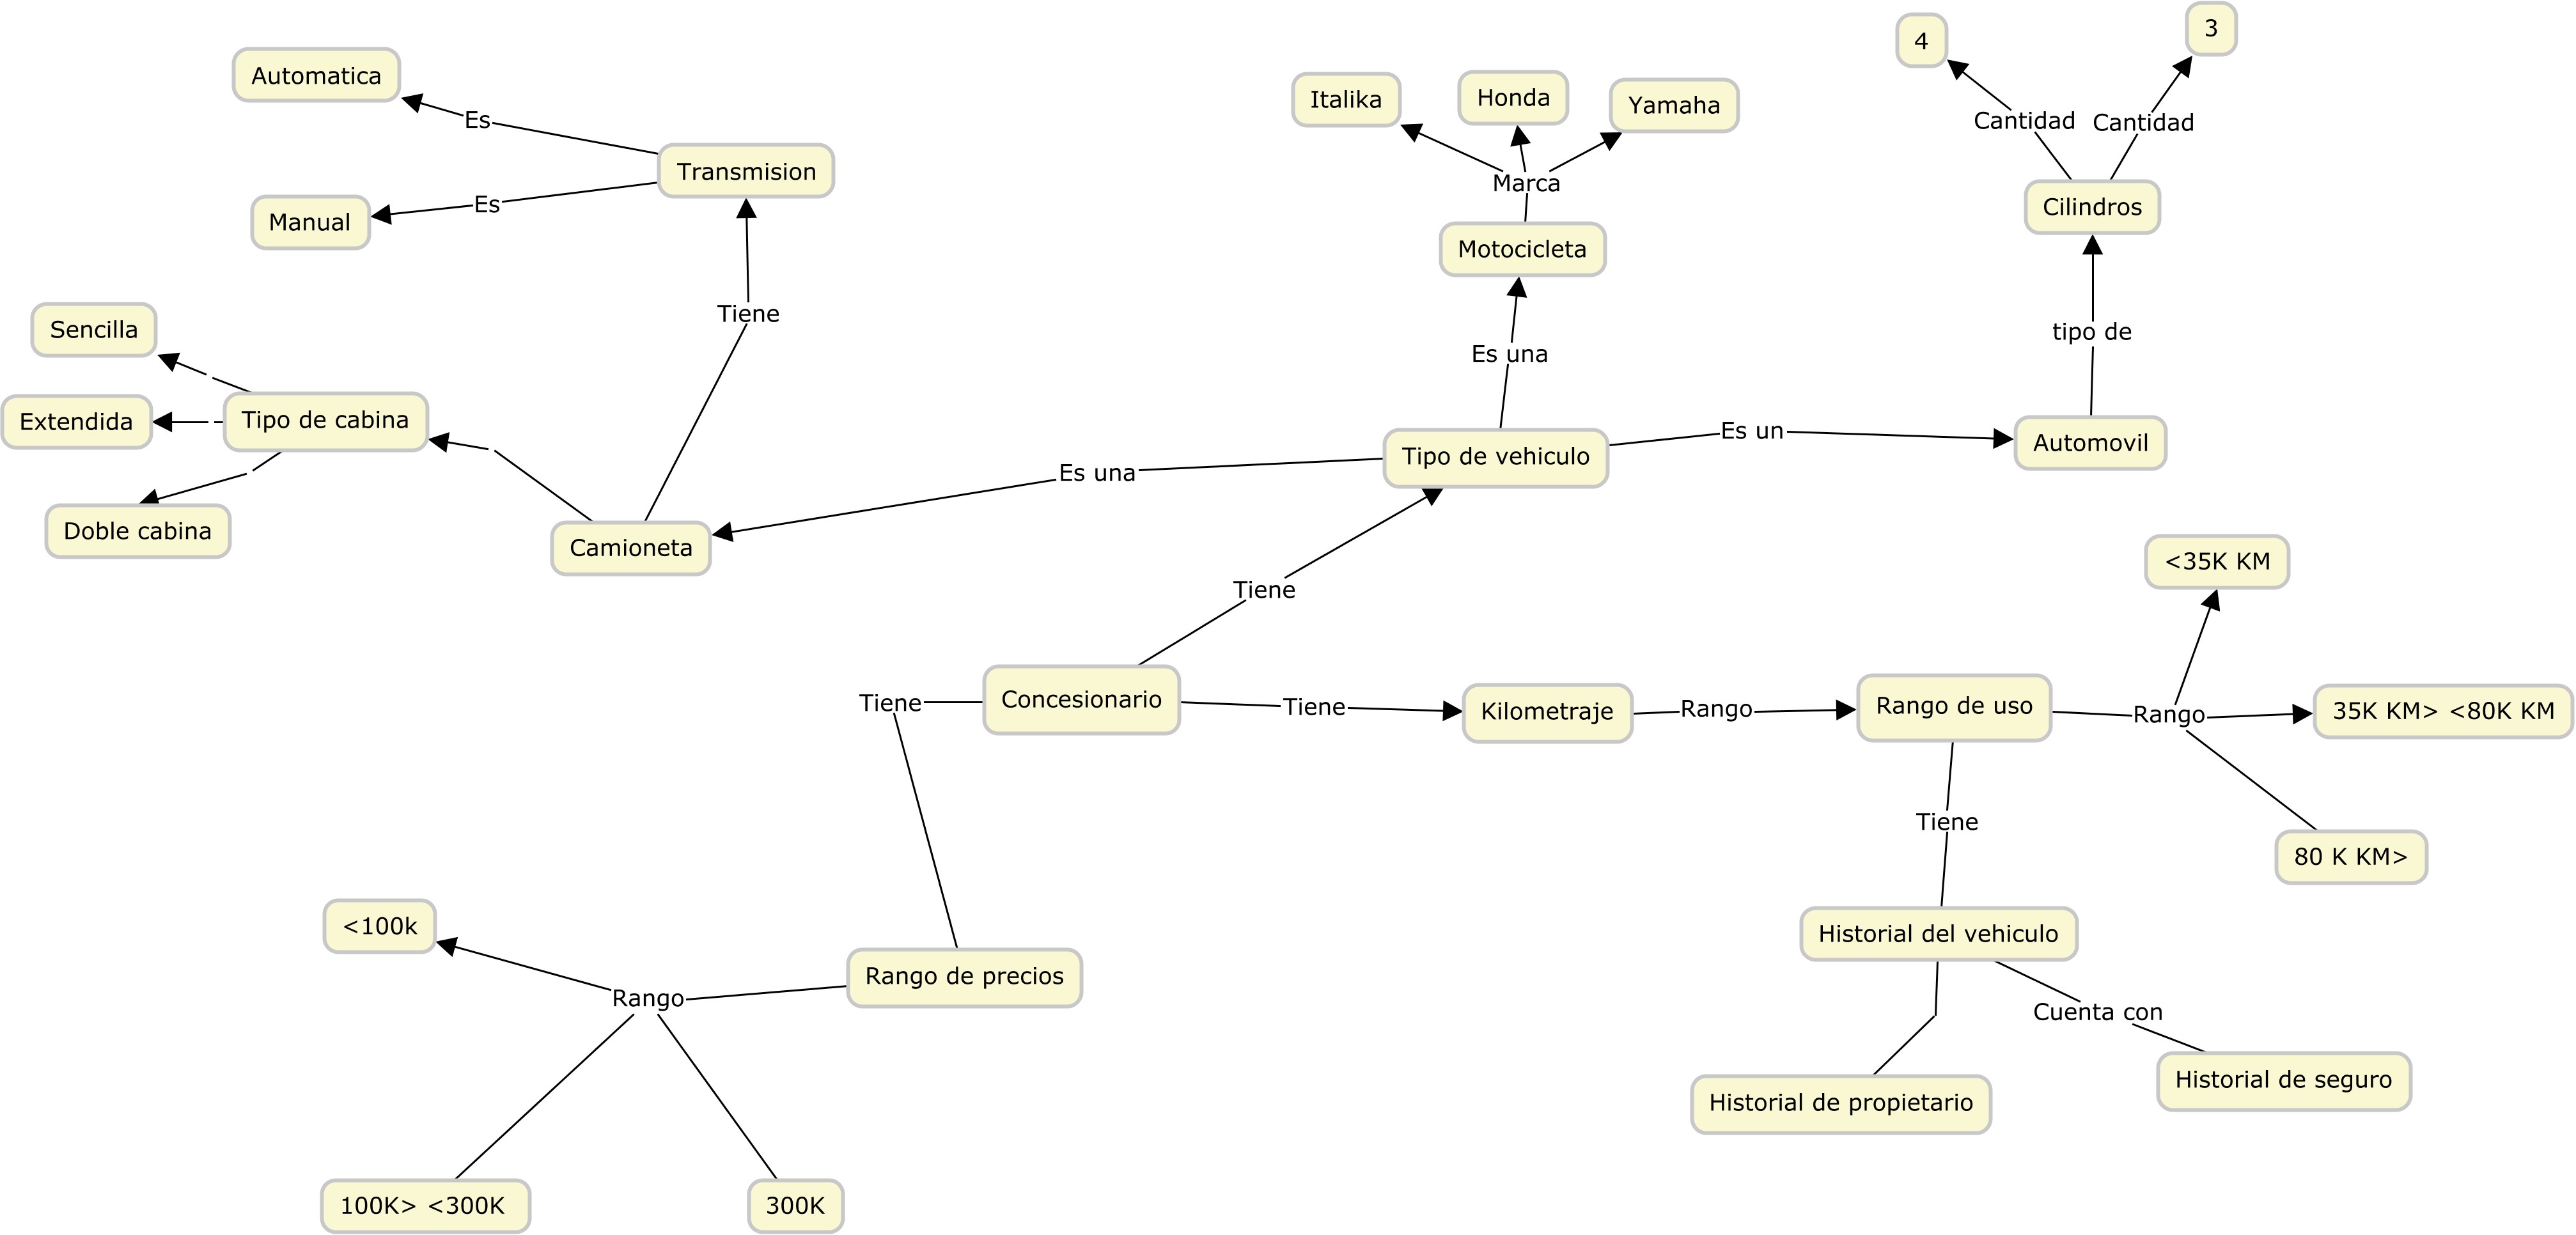 4
3
Automatica
Italika
Honda
Yamaha
Es
Cantidad
Cantidad
Transmision
Marca
Manual
Es
Cilindros
Motocicleta
Tiene
Sencilla
tipo de
Es una
Extendida
Tipo de cabina
Tipo de vehiculo
Es un
Automovil
Es una
Doble cabina
Camioneta
<35K KM
Tiene
Tiene
Concesionario
Tiene
Kilometraje
Rango
Rango de uso
Rango
35K KM> <80K KM
Tiene
80 K KM>
<100k
Historial del vehiculo
Rango de precios
Rango
Cuenta con
Historial de seguro
Historial de propietario
100K> <300K
300K